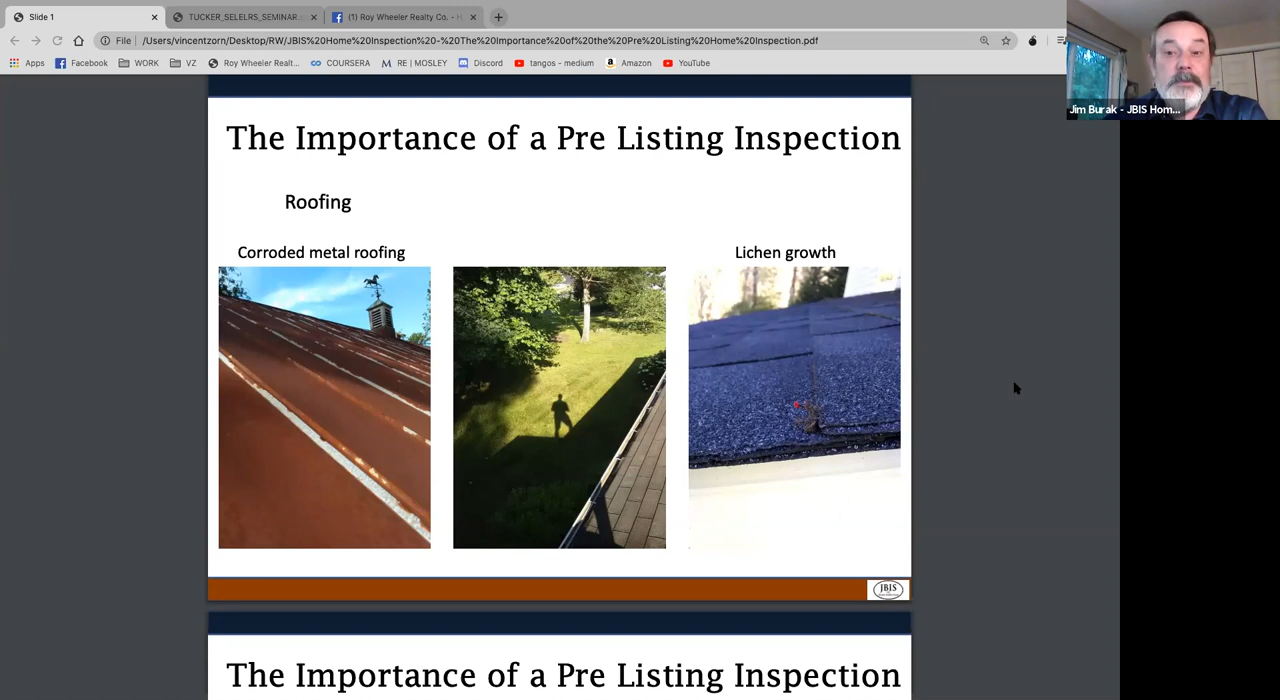 Slide 1
TUCKER_SELELRS_SEMINAR
(1) Roy Wheeler Realty Co. - H
File
/Users/vincentzorn/Desktop/RW/JBIS%20Home%20Inspection%20-%20The%20Importance%20of%20the%20Pre%20Listing%20Home%20Inspection.pdf
Apps Facebook WORK VZ Roy Wheeler Realt... COURSERA RE | MOSLEY Discord tangos - medium Amazon YouTube
Jim Burak - JBIS Hom...
The Importance of a Pre Listing Inspection
Roofing
Corroded metal roofing
Lichen growth
JBIS
The Importance of a Pre Listing Inspection